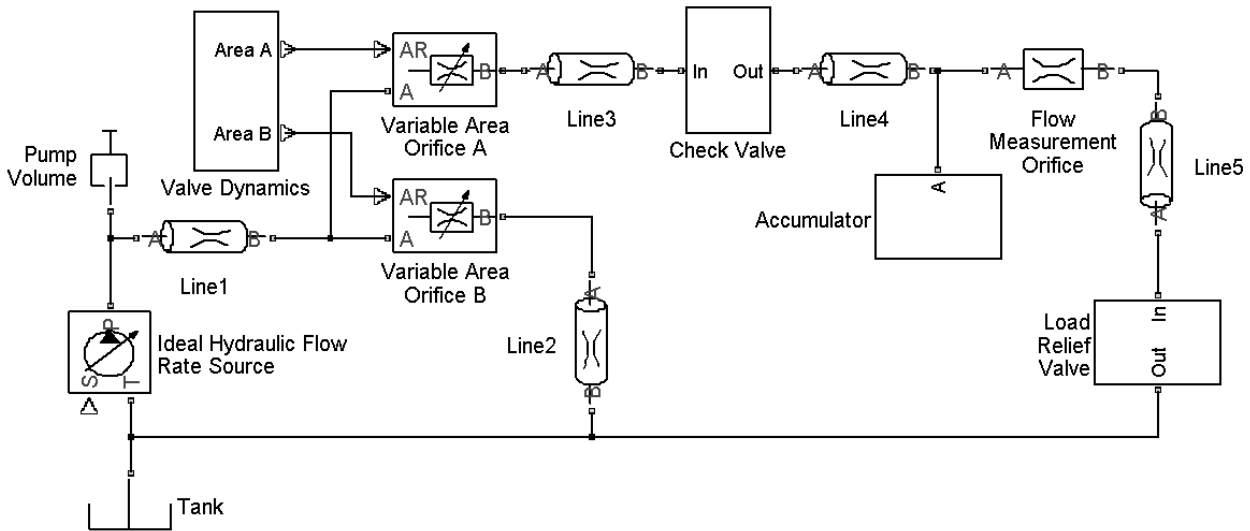 Area A
Area B
Valve Dynamics
AR
A
B
Variable Area
Orifice A
A
B
Line3
In
Out
Check Valve
A
B
Line4
A
B
Flow
Measurement
Orifice
B
A
Line5
A
Accumulator
Pump
Volume
A
B
Line1
AR
A
B
Variable Area
Orifice B
A
B
Line2
P
S
T
Ideal Hydraulic Flow
Rate Source
In
Out
Load
Relief
Valve
Tank